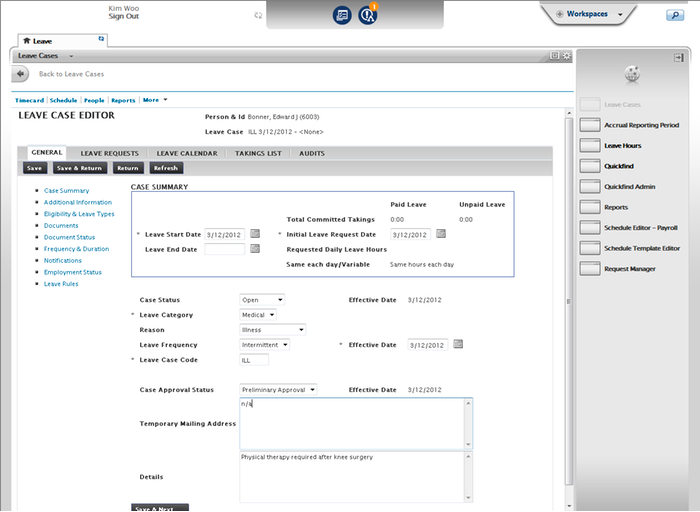 Kim Woo
Sign Out
1
Workspaces
Leave
Leave Cases
Back to Leave Cases
Timecard Schedule People Reports More
LEAVE CASE EDITOR
Person & Id Bonner, Edward J (6003)
Leave Case ILL 3/12/2012 - <None>
GENERAL LEAVE REQUESTS LEAVE CALENDAR TAKINGS LIST AUDITS
Save Save & Return Return Refresh
Case Summary
Additional Information
Eligibility & Leave Types
Documents
Document Status
Frequency & Duration
Notifications
Employment Status
Leave Rules
CASE SUMMARY
Paid Leave Unpaid Leave
Total Committed Takings 0:00 0:00
* Leave Start Date 3/12/2012 * Initial Leave Request Date 3/12/2012
Leave End Date Requested Daily Leave Hours
Same each day/Variable Same hours each day
Case Status Open Effective Date 3/12/2012
* Leave Category Medical
Reason Illness
Leave Frequency Intermittent * Effective Date 3/12/2012
* Leave Case Code ILL
Case Approval Status Preliminary Approval Effective Date 3/12/2012
Temporary Mailing Address n/a
Details Physical therapy required after knee surgery
Save & Next
Leave Cases
Accrual Reporting Period
Leave Hours
Quickfind
Quickfind Admin
Reports
Schedule Editor - Payroll
Schedule Template Editor
Request Manager